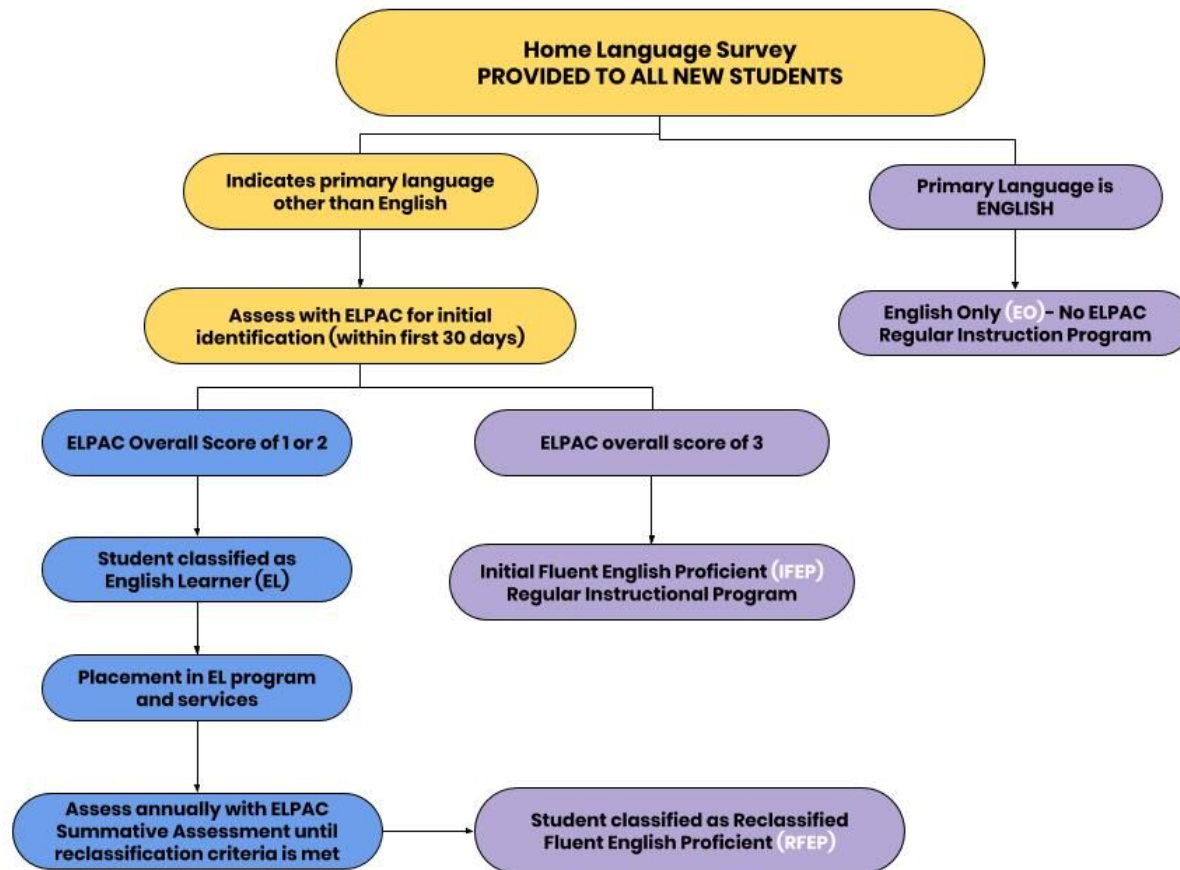 Home Language Survey
PROVIDED TO ALL NEW STUDENTS
Indicates primary language
other than English
Primary Language is
ENGLISH
Assess with ELPAC for initial
identification (within first 30 days)
English Only (EO)- No ELPAC
Regular Instruction Program
ELPAC Overall Score of 1 or 2
ELPAC overall score of 3
Student classified as
English Learner (EL)
Initial Fluent English Proficient (IFEP)
Regular Instructional Program
Placement in EL program
and services
Assess annually with ELPAC
Summative Assessment until
reclassification criteria is met
Student classified as Reclassified
Fluent English Proficient (RFEP)